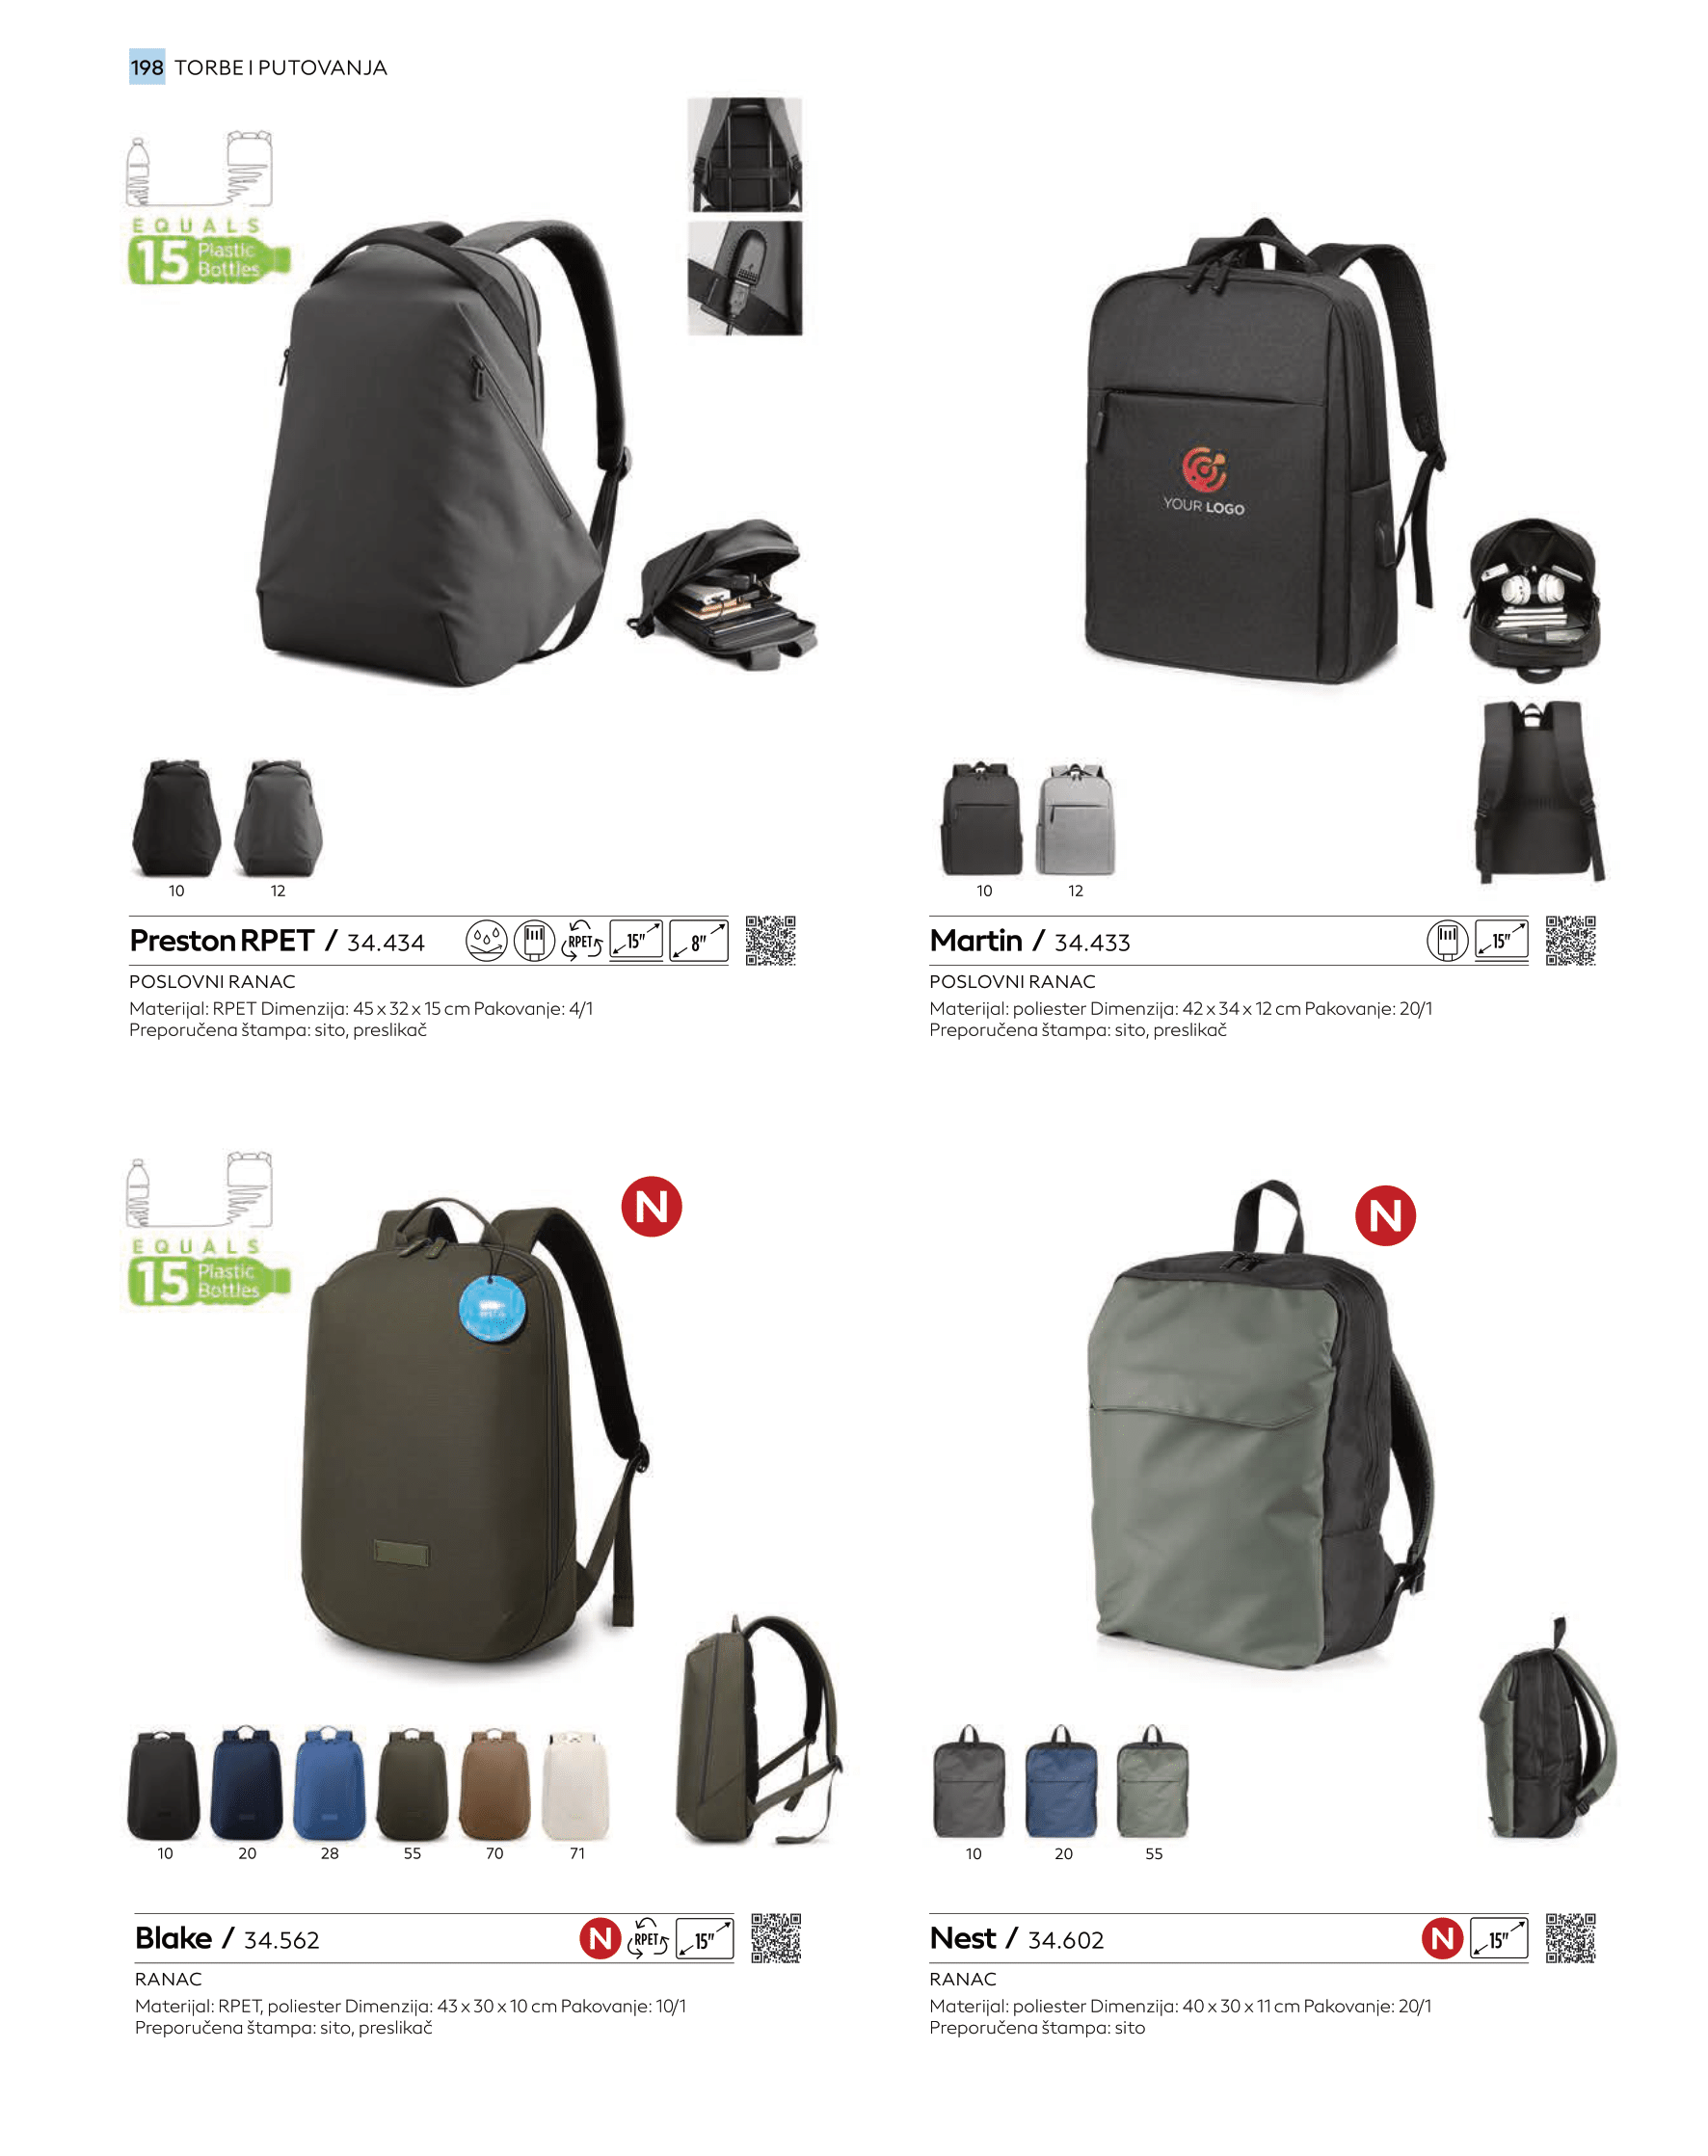 198 TORBE I PUTOVANJA
EQUALS
15 Plastic Bottles
YOUR LOGO
10 12
10 12
Preston RPET / 34.434 RPET 15" 8"
POSLOVNI RANAC
Materijal: RPET Dimenzija: 45 x 32 x 15 cm Pakovanje: 4/1
Preporučena štampa: sito, preslikač
Martin / 34.433 15"
POSLOVNI RANAC
Materijal: poliester Dimenzija: 42 x 34 x 12 cm Pakovanje: 20/1
Preporučena štampa: sito, preslikač
EQUALS
15 Plastic Bottles
N
N
10 20 28 55 70 71
10 20 55
Blake / 34.562 N RPET 15"
RANAC
Materijal: RPET, poliester Dimenzija: 43 x 30 x 10 cm Pakovanje: 10/1
Preporučena štampa: sito, preslikač
Nest / 34.602 N 15"
RANAC
Materijal: poliester Dimenzija: 40 x 30 x 11 cm Pakovanje: 20/1
Preporučena štampa: sito